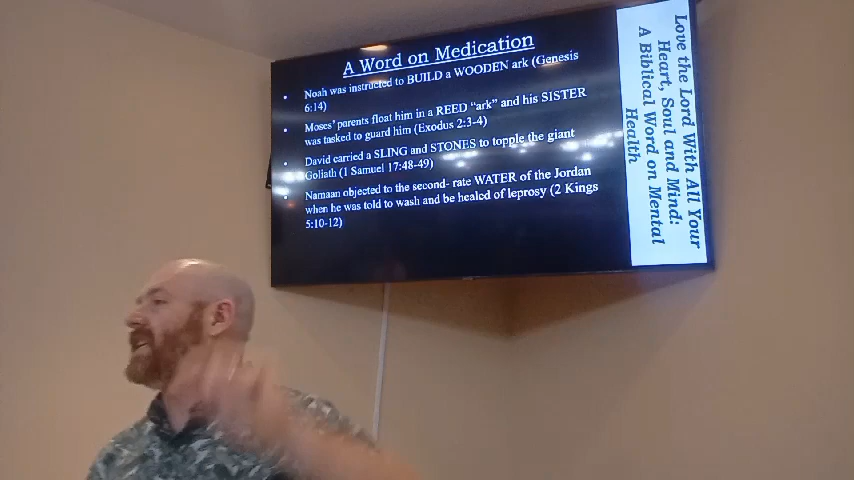 A Word on Medication
• Noah was instructed to BUILD a WOODEN ark (Genesis
6:14)
• Moses' parents float him in a REED "ark" and his SISTER
was tasked to guard him (Exodus 2:3-4)
• David carried a SLING and STONES to topple the giant
Goliath (1 Samuel 17:48-49)
• Namaan objected to the second- rate WATER of the Jordan
when he was told to wash and be healed of leprosy (2 Kings
5:10-12)
Love the Lord With All Your
Heart, Soul and Mind:
A Biblical Word on Mental
Health